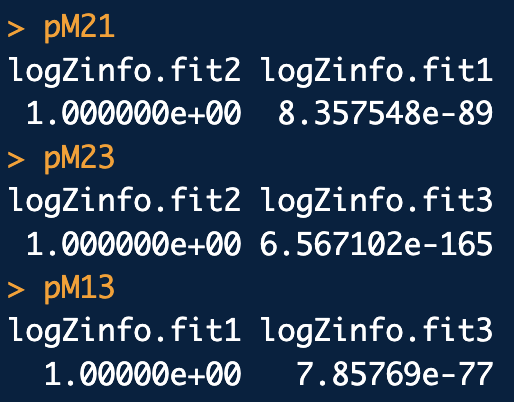 > pM21
logZinfo.fit2 logZinfo.fit1
1.000000e+00 8.357548e-89
> pM23
logZinfo.fit2 logZinfo.fit3
1.000000e+00 6.567102e-165
> pM13
logZinfo.fit1 logZinfo.fit3
1.00000e+00 7.85769e-77